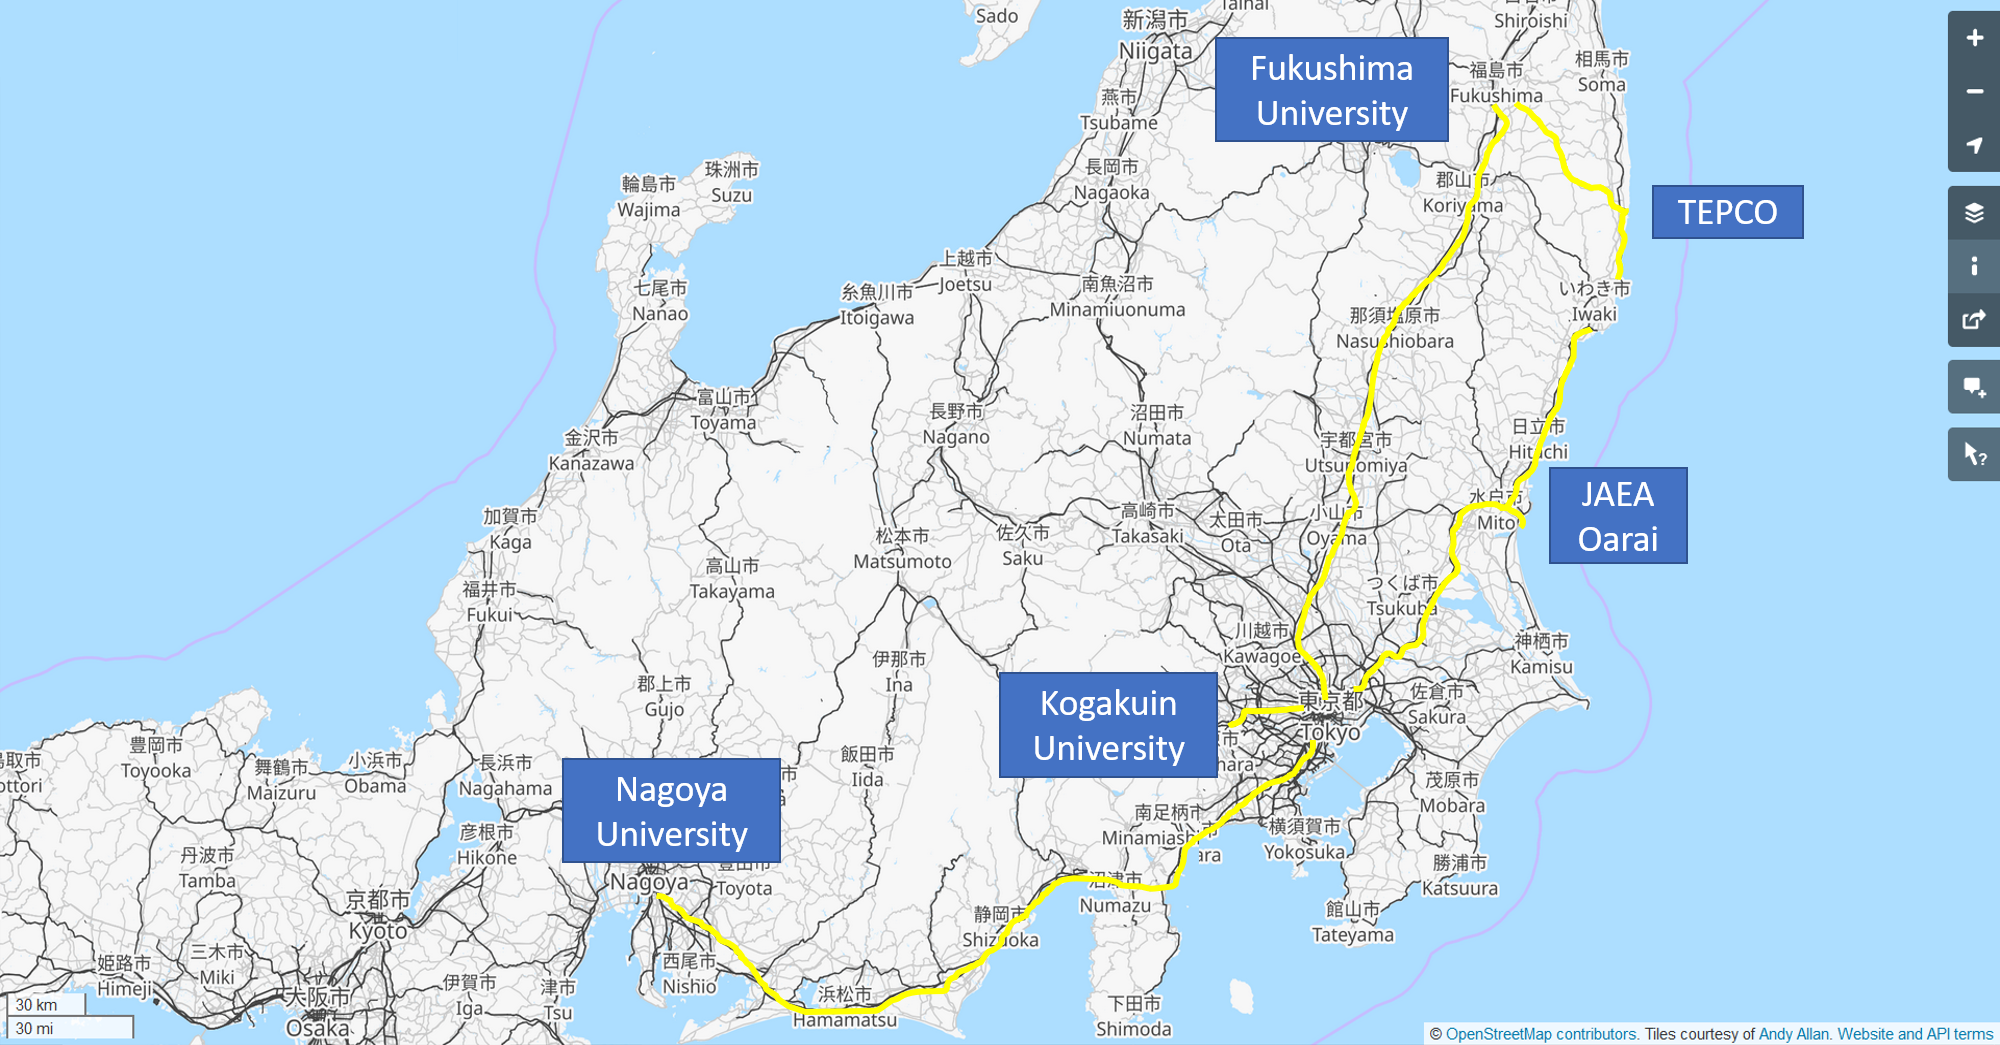 Sado
新潟市
Niigata
Shiroishi
福島市
Fukushima
相馬市
Soma
Fukushima
University
燕市
Tsubame
珠洲市
Suzu
輪島市
Wajima
長岡市
Nagaoka
郡山市
Koriyama
TEPCO
上越市
Joetsu
糸魚川市
Itoigawa
南魚沼市
Minamiuonuma
七尾市
Nanao
いわき市
Iwaki
那須塩原市
Nasushiobara
富山市
Toyama
長野市
Nagano
沼田市
Numata
宇都宮市
Utsunomiya
日立市
Hitachi
金沢市
Kanazawa
水戸市
Mito
JAEA
Oarai
加賀市
Kaga
松本市
Matsumoto
佐久市
Saku
高崎市
Takasaki
太田市
Ota
小山市
Oyama
高山市
Takayama
つくば市
Tsukuba
福井市
Fukui
川越市
Kawagoe
神栖市
Kamisu
伊那市
Ina
郡上市
Gujo
Kogakuin
University
東京都
Tokyo
佐倉市
Sakura
豊岡市
Toyooka
舞鶴市
Maizuru
小浜市
Obama
長浜市
Nagahama
飯田市
Iida
茂原市
Mobara
Nagoya
University
南足柄市
Minamiashi
ara
横須賀市
Yokosuka
彦根市
Hikone
丹波市
Tamba
Nagoya
豊田市
Toyota
沼津市
Numazu
勝浦市
Katsuura
京都市
Kyoto
静岡市
Shizuoka
館山市
Tateyama
三木市
Miki
姫路市
Himeji
伊賀市
Iga
津市
Tsu
西尾市
Nishio
浜松市
Hamamatsu
下田市
Shimoda
大阪市
Osaka
30 km
30 mi
© OpenStreetMap contributors. Tiles courtesy of Andy Allan. Website and API terms